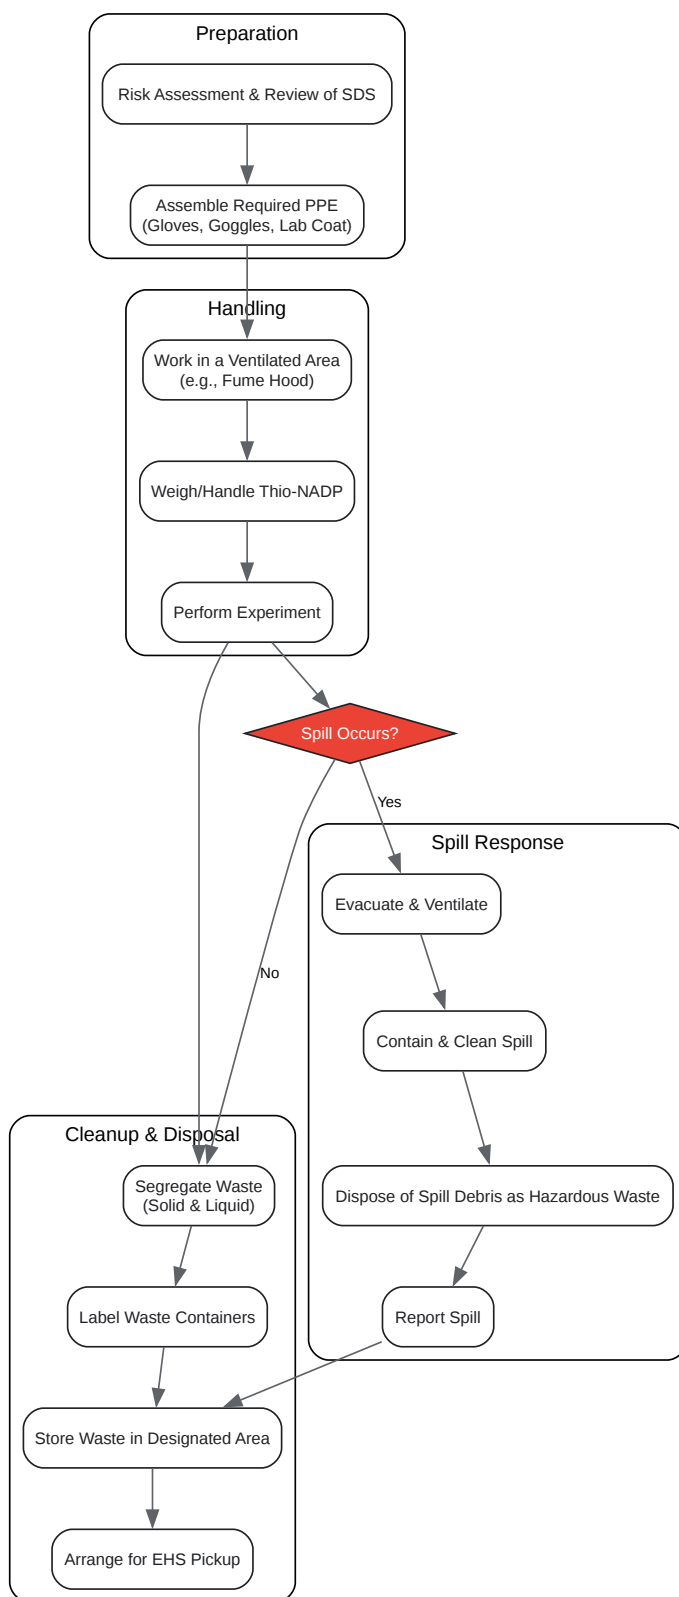 Preparation
Risk Assessment & Review of SDS
Assemble Required PPE
(Gloves, Goggles, Lab Coat)
Handling
Work in a Ventilated Area
(e.g., Fume Hood)
Weigh/Handle Thio-NADP
Perform Experiment
Spill Occurs?
Yes
No
Spill Response
Evacuate & Ventilate
Contain & Clean Spill
Dispose of Spill Debris as Hazardous Waste
Report Spill
Cleanup & Disposal
Segregate Waste
(Solid & Liquid)
Label Waste Containers
Store Waste in Designated Area
Arrange for EHS Pickup